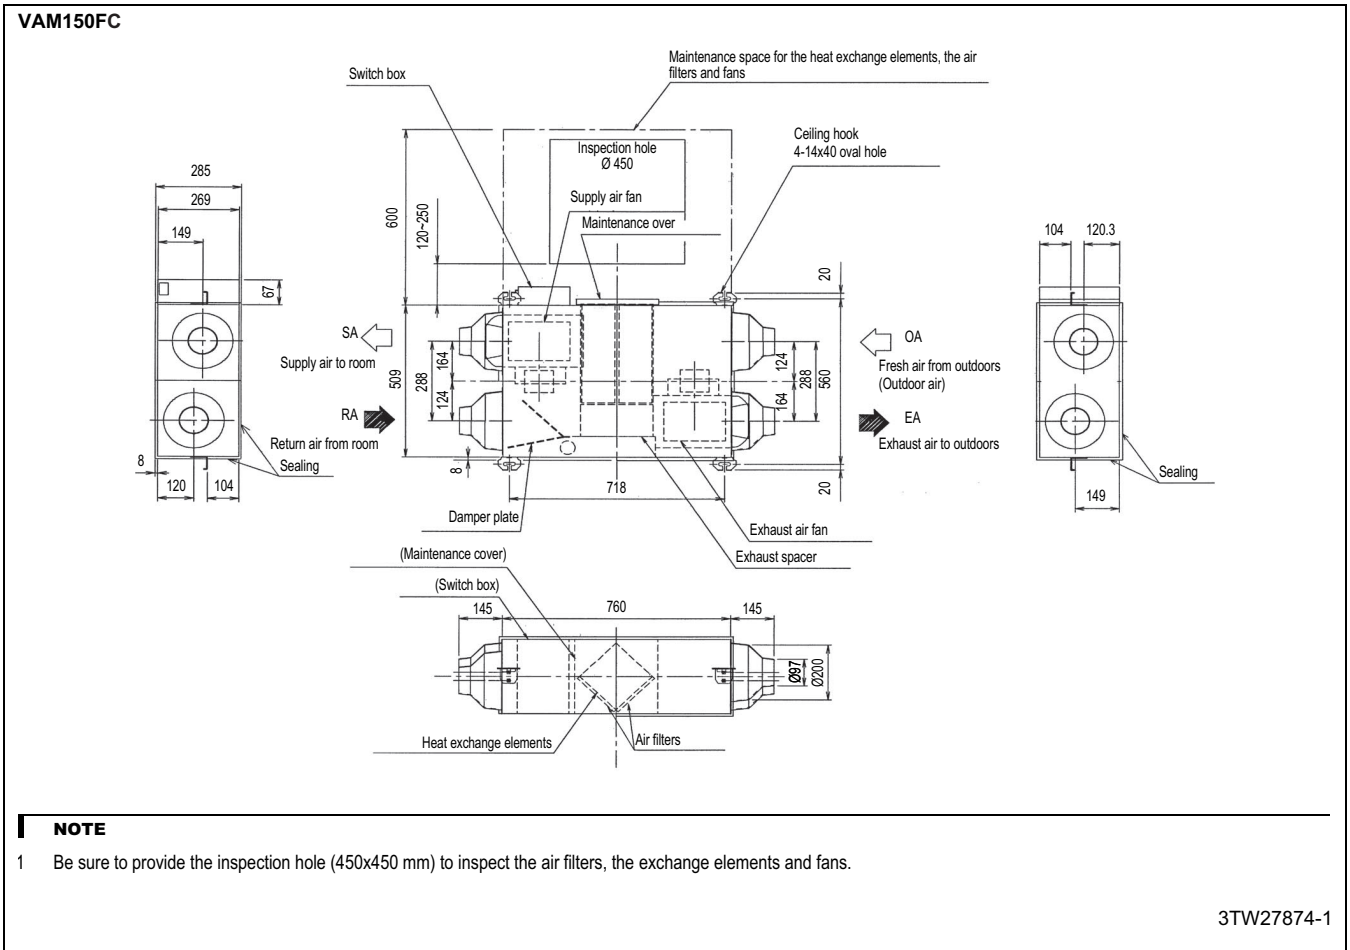 VAM150FC
Maintenance space for the heat exchange elements, the air
filters and fans
Switch box
Ceiling hook
4-14x40 oval hole
Inspection hole
Ø 450
Supply air fan
Maintenance over
285
269
149
67
600
120~250
20
104
120.3
SA
Supply air to room
RA
Return air from room
509
288
164
124
OA
Fresh air from outdoors
(Outdoor air)
EA
Exhaust air to outdoors
124
164
288
560
Sealing
8
120
104
8
718
20
Sealing
149
Damper plate
Exhaust air fan
Exhaust spacer
(Maintenance cover)
(Switch box)
145
760
145
Ø97
Ø200
Heat exchange elements
Air filters
NOTE
1 Be sure to provide the inspection hole (450x450 mm) to inspect the air filters, the exchange elements and fans.
3TW27874-1